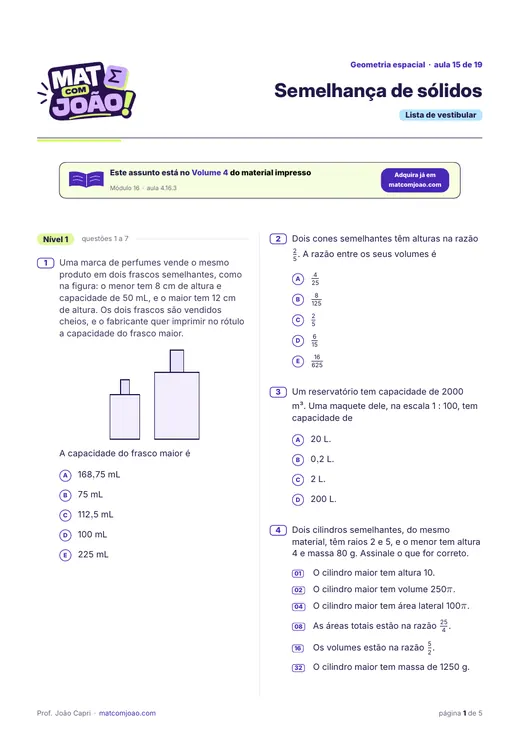 MAT
COM
JOÃO!
Geometria espacial · aula 15 de 19
Semelhança de sólidos
Lista de vestibular
Este assunto está no Volume 4 do material impresso
Módulo 16 · aula 4.16.3
Adquira já em
matcomjoao.com
Nível 1 questões 1 a 7
1 Uma marca de perfumes vende o mesmo
produto em dois frascos semelhantes, como
na figura: o menor tem 8 cm de altura e
capacidade de 50 mL, e o maior tem 12 cm
de altura. Os dois frascos são vendidos
cheios, e o fabricante quer imprimir no rótulo
a capacidade do frasco maior.
A capacidade do frasco maior é
A 168,75 mL
B 75 mL
C 112,5 mL
D 100 mL
E 225 mL
2 Dois cones semelhantes têm alturas na razão
2/5. A razão entre os seus volumes é
A 4/25
B 8/125
C 2/5
D 6/15
E 16/625
3 Um reservatório tem capacidade de 2000
m³. Uma maquete dele, na escala 1 : 100, tem
capacidade de
A 20 L.
B 0,2 L.
C 2 L.
D 200 L.
4 Dois cilindros semelhantes, do mesmo
material, têm raios 2 e 5, e o menor tem altura
4 e massa 80 g. Assinale o que for correto.
01 O cilindro maior tem altura 10.
02 O cilindro maior tem volume 250π.
04 O cilindro maior tem área lateral 100π.
08 As áreas totais estão na razão 25/4.
16 Os volumes estão na razão 5/2.
32 O cilindro maior tem massa de 1250 g.
Prof. João Capri · matcomjoao.com
página 1 de 5